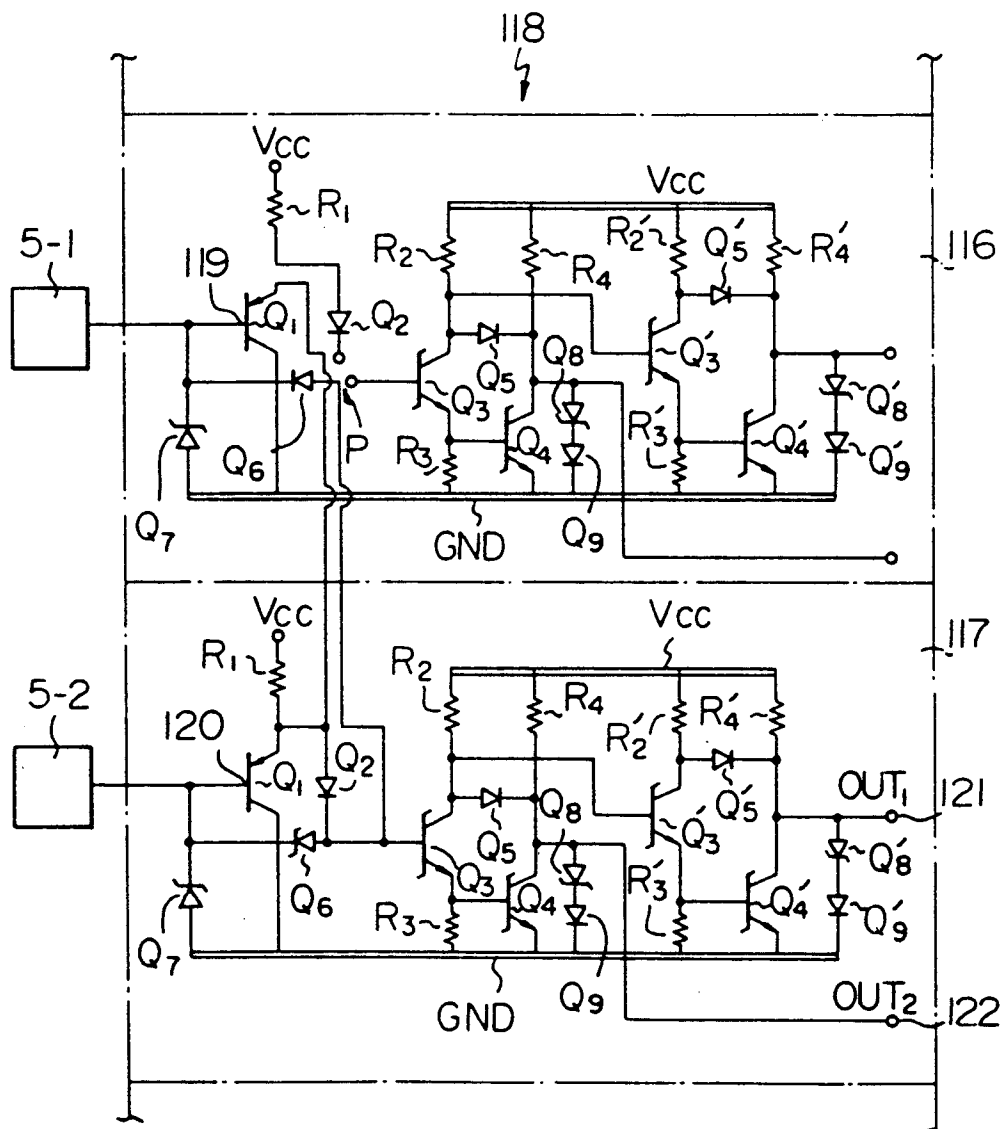 118
Vcc
R1
Vcc
R2
R4
R2'
Q5'
R4'
116
5-1
119
Q1
Q2
Q8
Q3'
Q5
Q3
Q8'
P
Q6
R3
Q4
R3'
Q4'
Q9'
Q7
GND
Q9
Vcc
Vcc
117
R1
R2
R4
R2'
R4'
5-2
120
Q1
Q2
Q8
Q5'
OUT1
121
Q5
Q3'
Q8'
Q6
Q3
R3'
R3
Q4
Q4'
Q9'
Q7
GND
Q9
OUT2
122